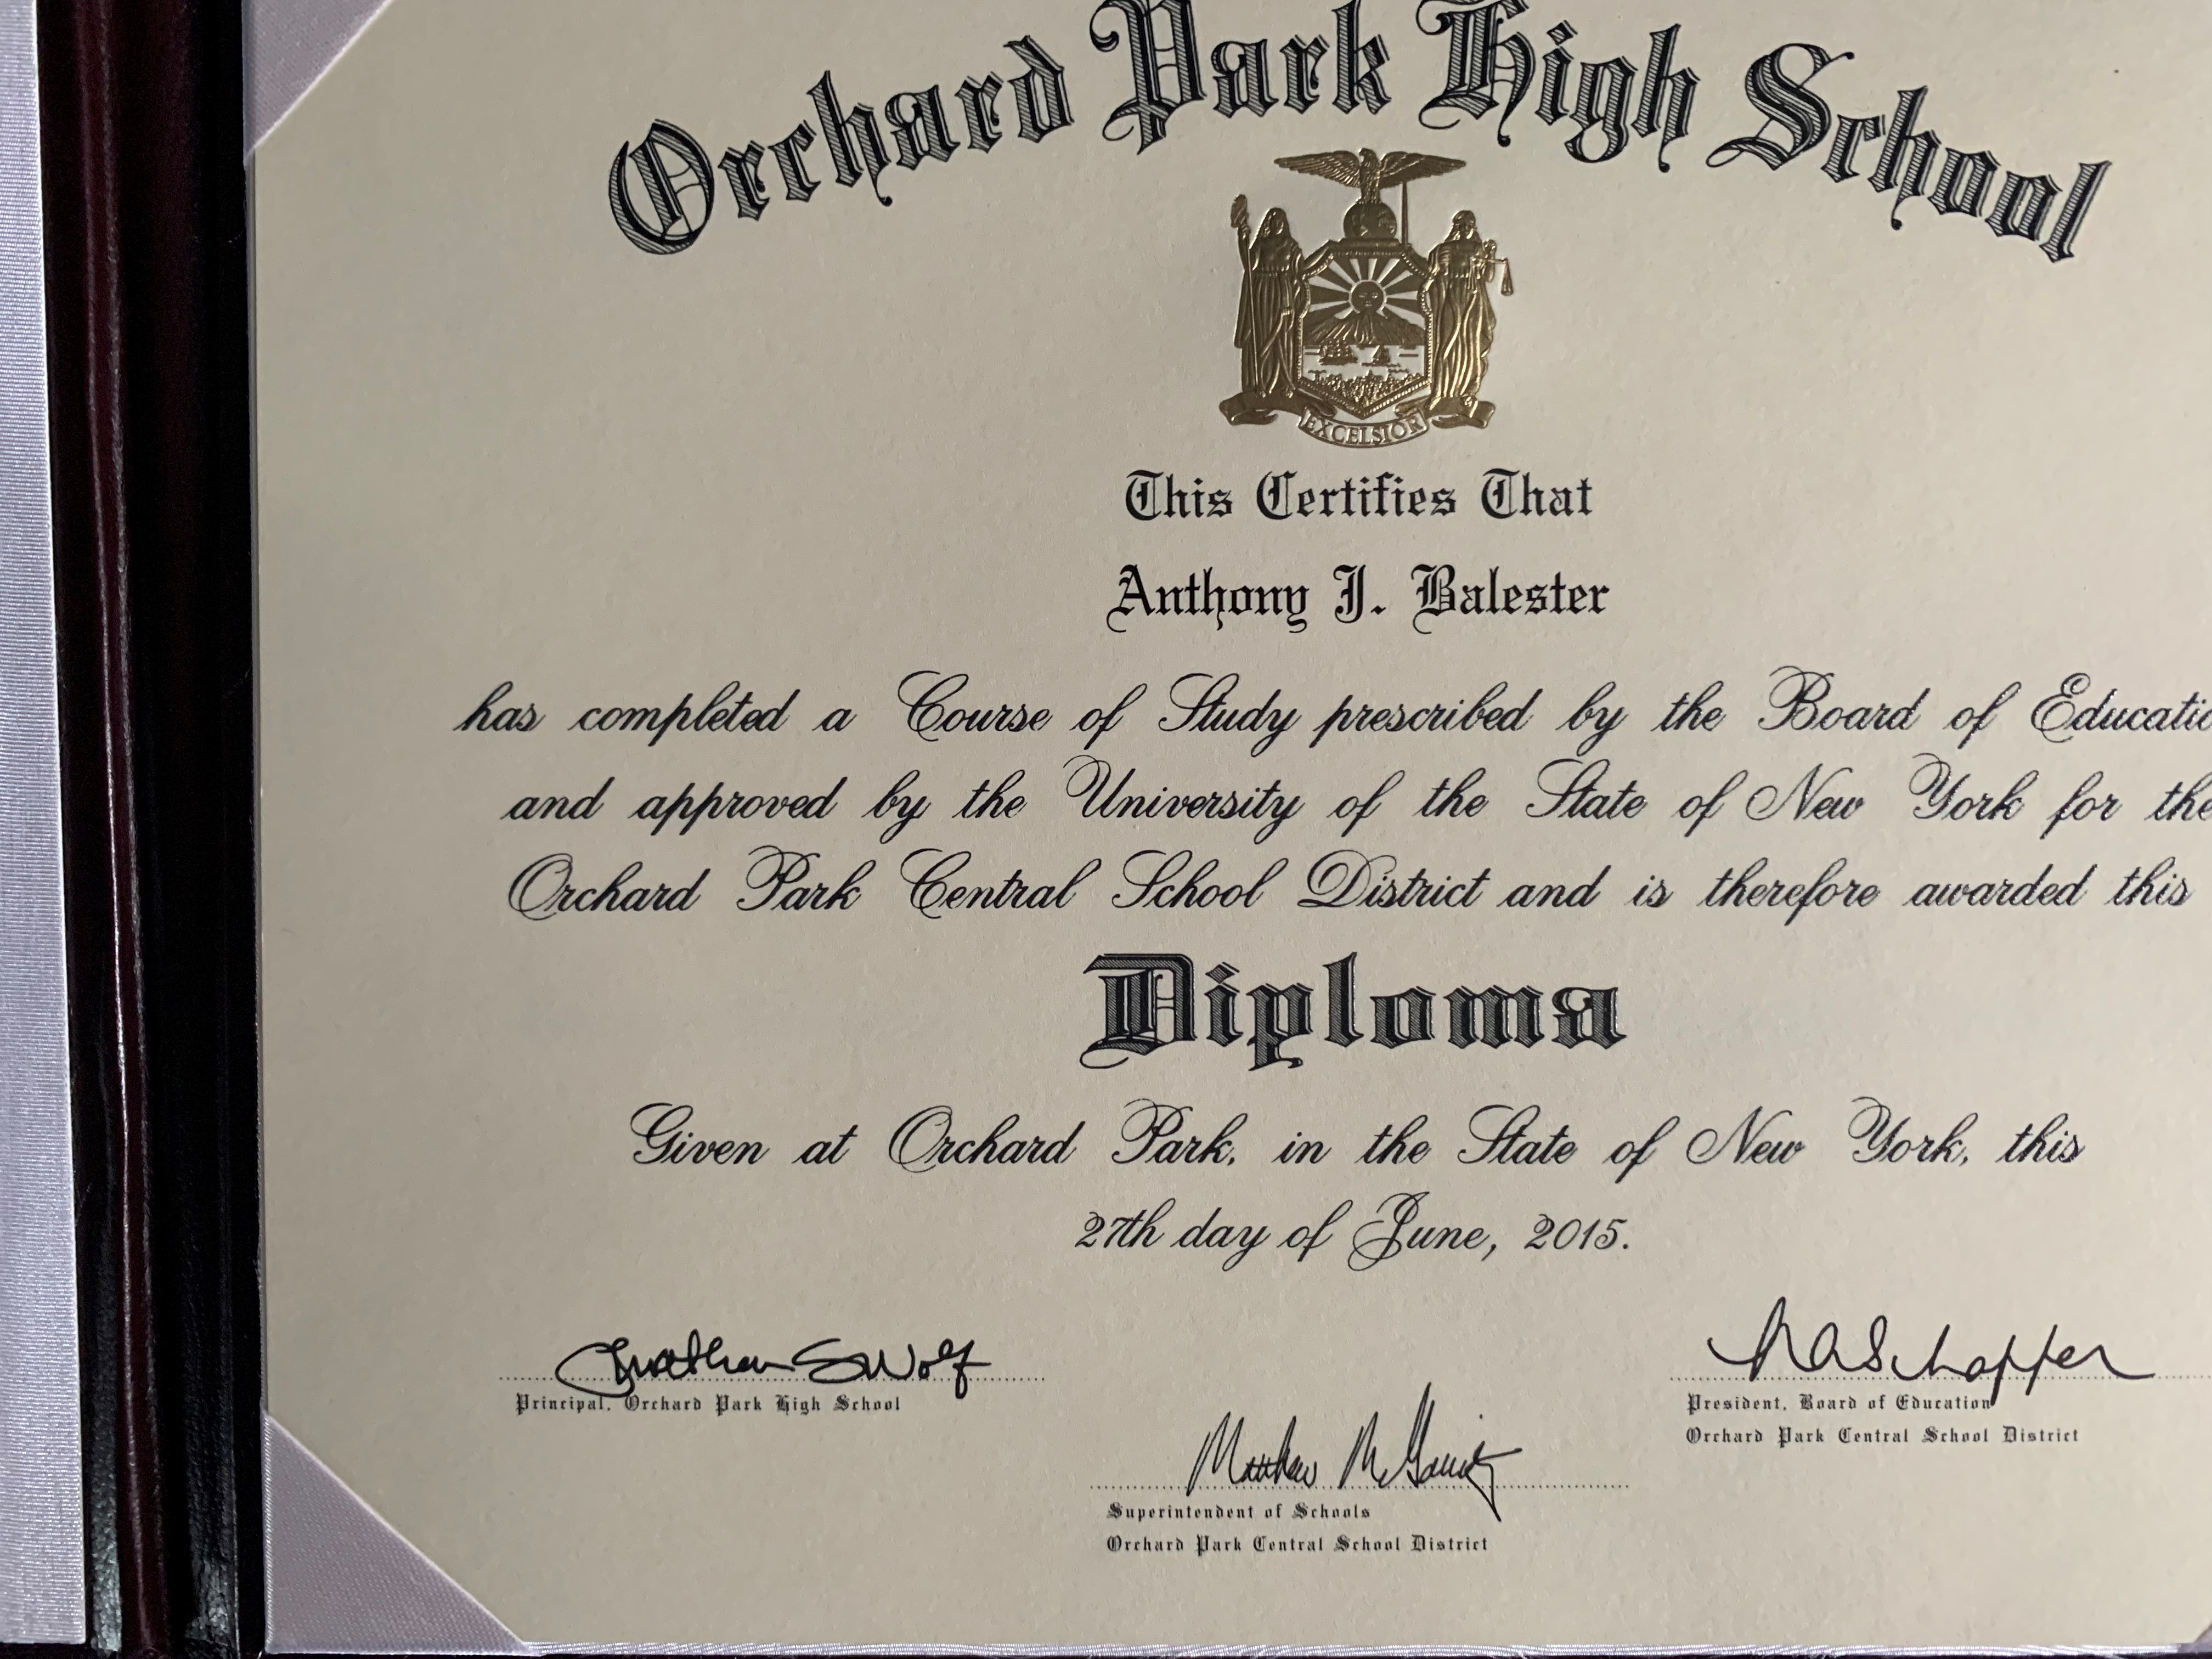 Orchard Park High School
EXCELSIOR
This Certifies That
Anthony J. Balester
has completed a Course of Study prescribed by the Board of Educatio
and approved by the University of the State of New York for the
Orchard Park Central School District and is therefore awarded this
Diploma
Given at Orchard Park, in the State of New York, this
27th day of June, 2015.
Jonathan S Wolf
Principal, Orchard Park High School
Matthew McGarrity
Superintendent of Schools
Orchard Park Central School District
President, Board of Education
Orchard Park Central School District